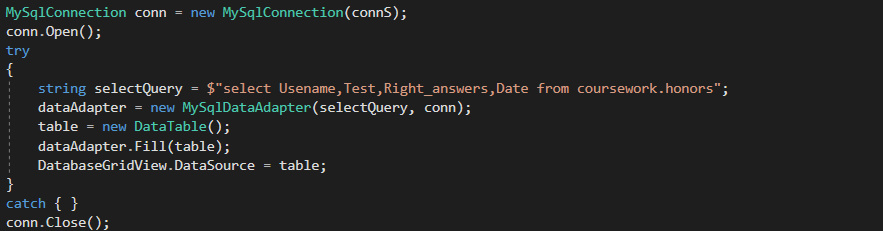 MySqlConnection conn = new MySqlConnection(connS);
conn.Open();
try
{
string selectQuery = $"select Usename,Test,Right_answers,Date from coursework.honors";
dataAdapter = new MySqlDataAdapter(selectQuery, conn);
table = new DataTable();
dataAdapter.Fill(table);
DatabaseGridView.DataSource = table;
}
catch { }
conn.Close();